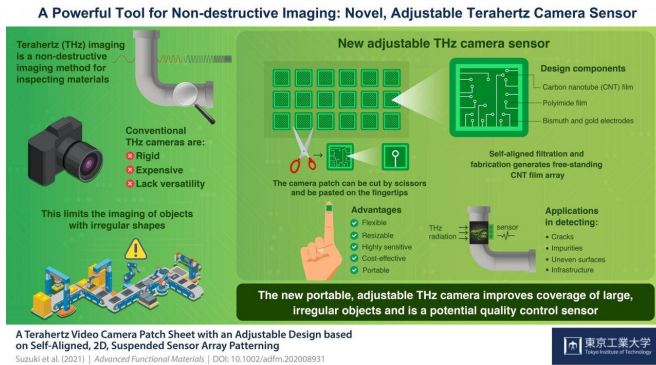 A Powerful Tool for Non-destructive Imaging: Novel, Adjustable Terahertz Camera Sensor
Terahertz (THz) imaging
is a non-destructive
imaging method for
inspecting materials
Conventional
THz cameras are:
Rigid
Expensive
Lack versatility
This limits the imaging of objects
with irregular shapes
New adjustable THz camera sensor
Design components
Carbon nanotube (CNT) film
Polyimide film
Bismuth and gold electrodes
Self-aligned filtration and
fabrication generates free-standing
CNT film array
The camera patch can be cut by scissors
and be pasted on the fingertips
Advantages
Flexible
Resizable
Highly sensitive
Cost-effective
Portable
THz
radiation
sensor
Applications
in detecting:
• Cracks
• Impurities
• Uneven surfaces
• Infrastructure
The new portable, adjustable THz camera improves coverage of large,
irregular objects and is a potential quality control sensor
A Terahertz Video Camera Patch Sheet with an Adjustable Design based
on Self-Aligned, 2D, Suspended Sensor Array Patterning
Suzuki et al. (2021) | Advanced Functional Materials | DOI: 10.1002/adfm.202008931
東京工業大学
Tokyo Institute of Technology